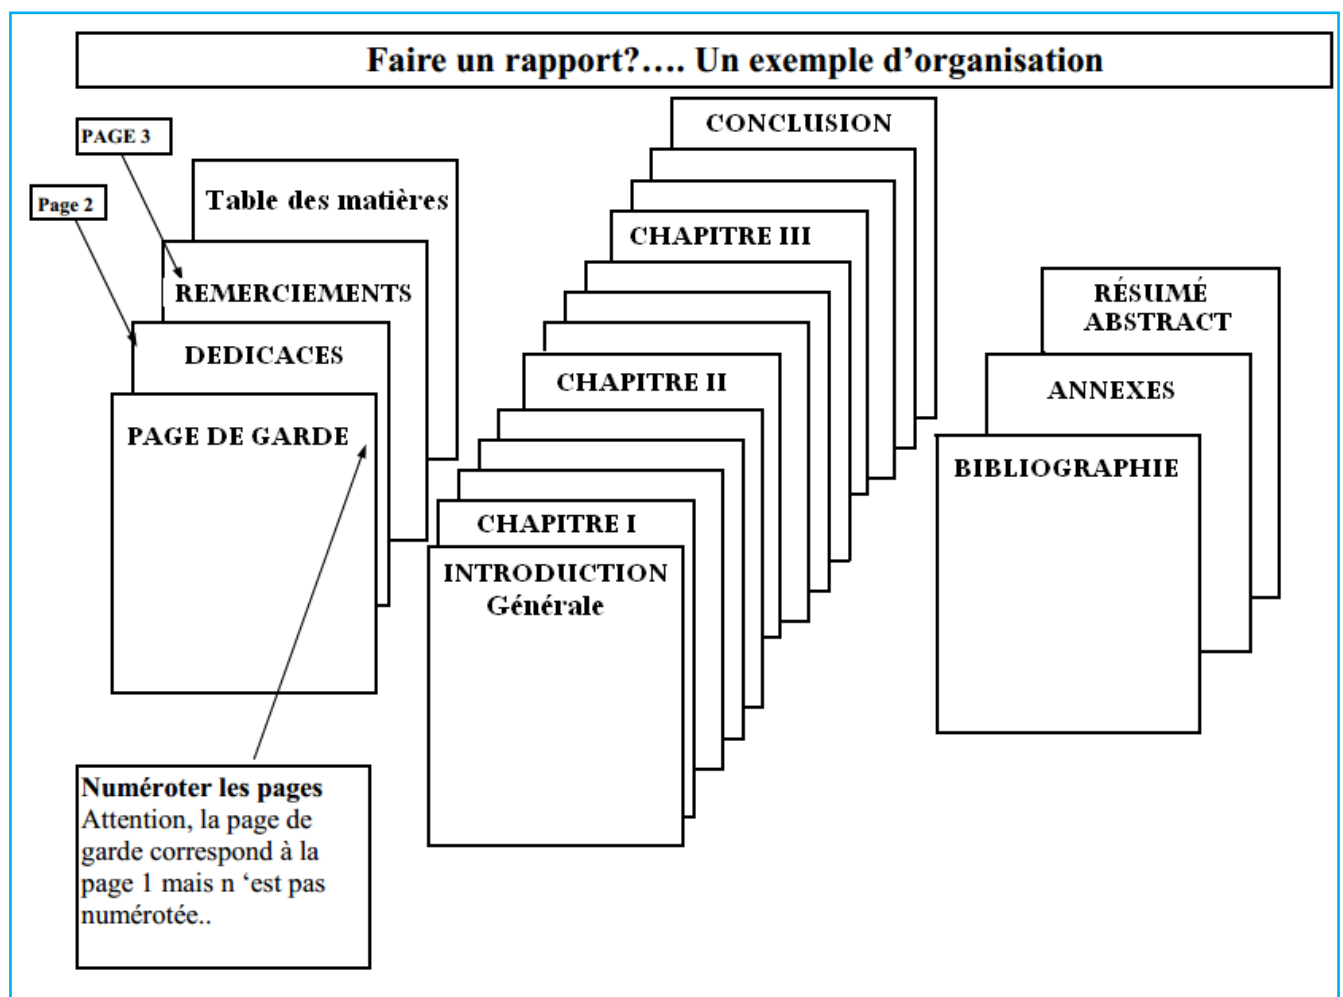 Faire un rapport?.... Un exemple d’organisation
PAGE 3
Page 2
Table des matières
REMERCIEMENTS
DEDICACES
PAGE DE GARDE
Numéroter les pages
Attention, la page de
garde correspond à la
page 1 mais n ‘est pas
numérotée..
CONCLUSION
CHAPITRE III
CHAPITRE II
CHAPITRE I
INTRODUCTION
Générale
RÉSUMÉ
ABSTRACT
ANNEXES
BIBLIOGRAPHIE